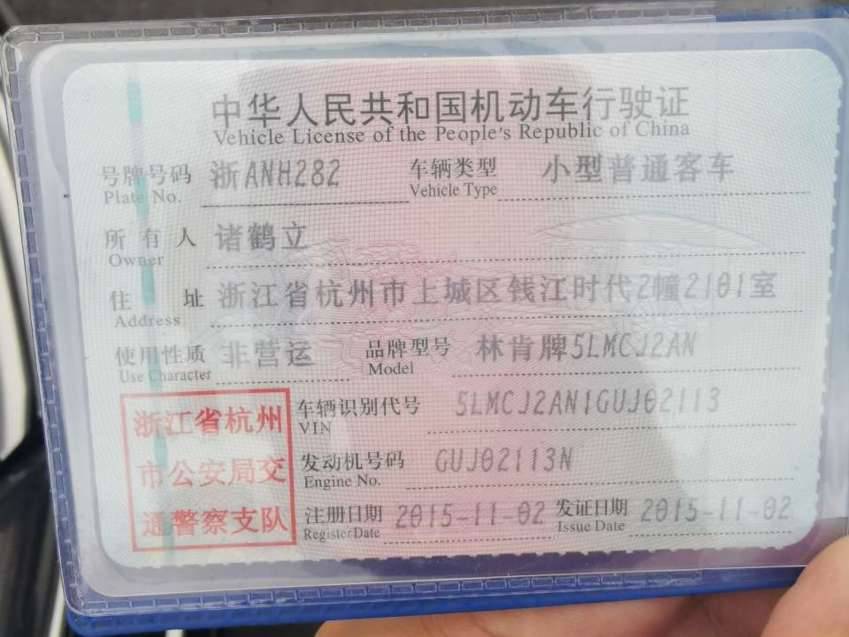 中华人民共和国机动车行驶证
Vehicle License of the People's Republic of China
号牌号码 浙ANH282 车辆类型 小型普通客车
Plate No. Vehicle Type
所有人 诸鹤立
Owner
住址 浙江省杭州市上城区钱江时代2幢2101室
Address
使用性质 非营运 品牌型号 林肯牌5LMCJ2AN
Use Character Model
浙江省杭州 车辆识别代号 5LMCJ2AN1GUJ02113
VIN
市公安局交 发动机号码 GUJ02113N
Engine No.
通警察支队 注册日期 2015-11-02 发证日期 2015-11-02
Register Date Issue Date